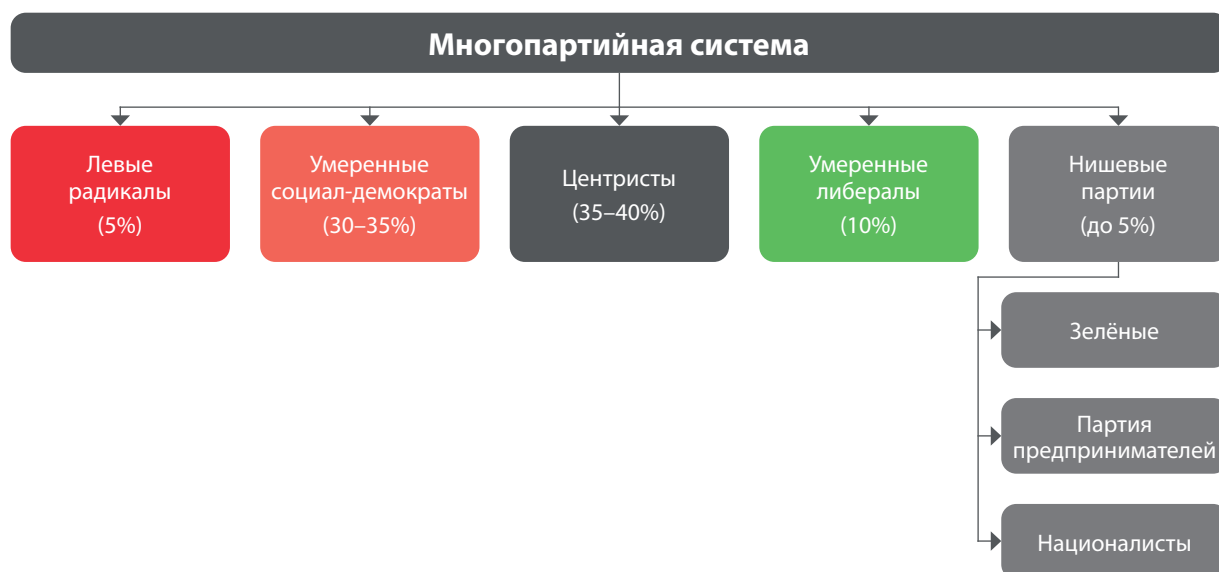 Многопартийная система
Левые
радикалы
(5%)
Умеренные
социал-демократы
(30–35%)
Центристы
(35–40%)
Умеренные
либералы
(10%)
Нишевые
партии
(до 5%)
Зелёные
Партия
предпринимателей
Националисты